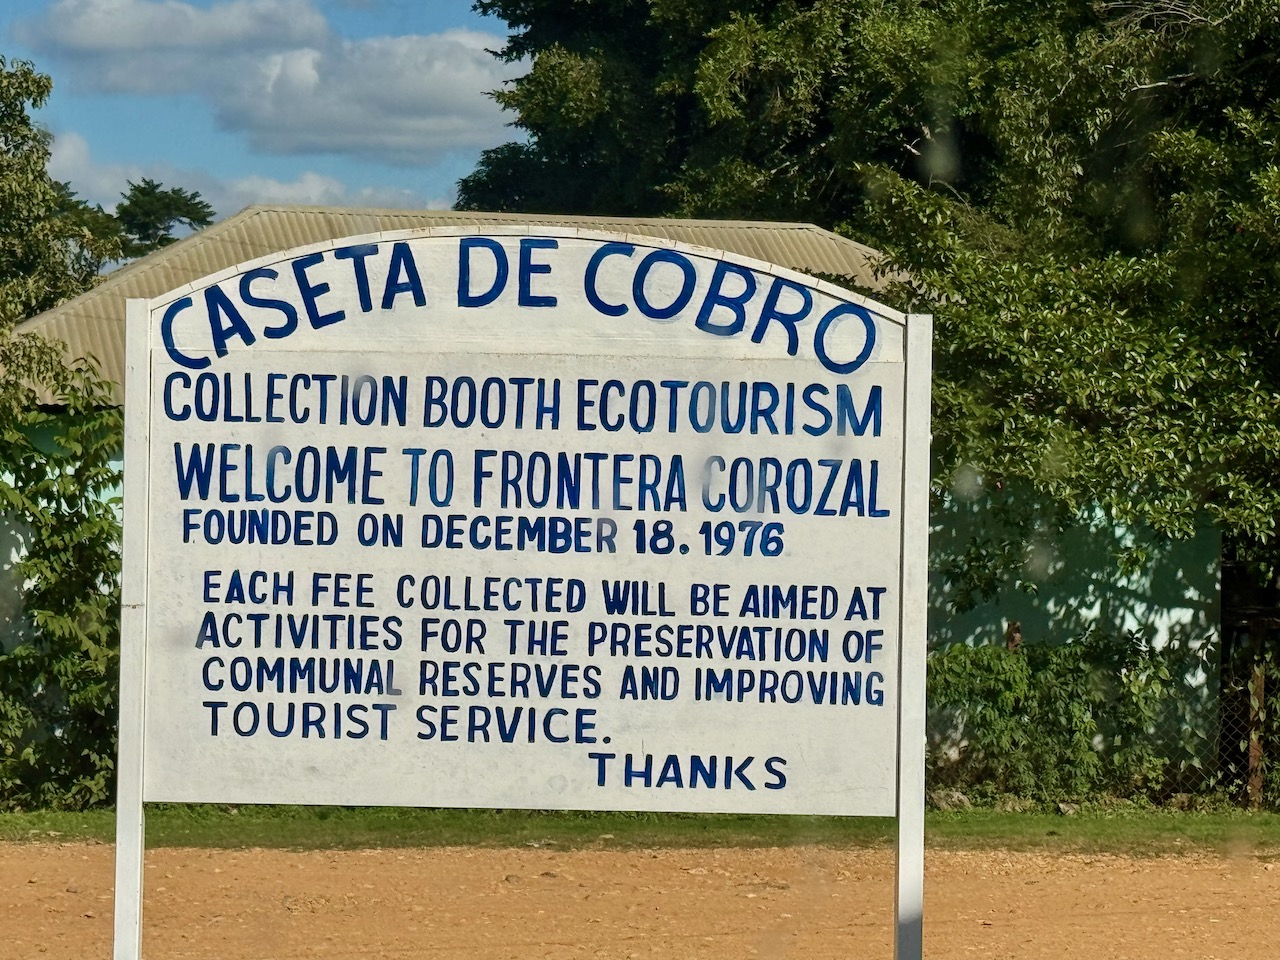 CASETA DE COBRO
COLLECTION BOOTH ECOTOURISM
WELCOME TO FRONTERA COROZAL
FOUNDED ON DECEMBER 18. 1976
EACH FEE COLLECTED WILL BE AIMED AT
ACTIVITIES FOR THE PRESERVATION OF
COMMUNAL RESERVES AND IMPROVING
TOURIST SERVICE.
THANKS